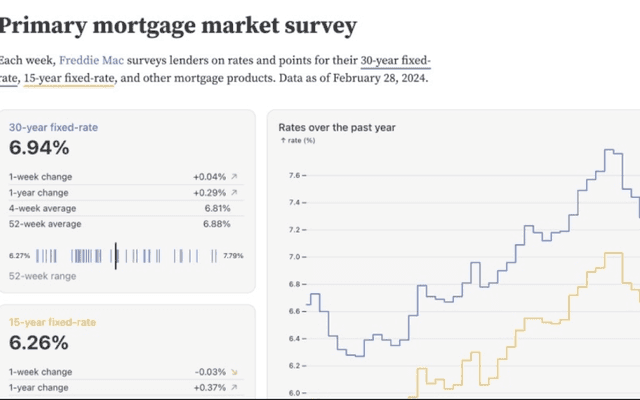 Primary mortgage market survey
Each week, Freddie Mac surveys lenders on rates and points for their 30-year fixed-
rate, 15-year fixed-rate, and other mortgage products. Data as of February 28, 2024.
30-year fixed-rate
6.94%
1-week change +0.04% ↗
1-year change +0.29% ↗
4-week average 6.81%
52-week average 6.88%
6.27% 7.79%
52-week range
15-year fixed-rate
6.26%
1-week change -0.03% ↘
1-year change +0.37% ↗
Rates over the past year
↑ rate (%)
7.6
7.4
7.2
7.0
6.8
6.6
6.4
6.2
6.0